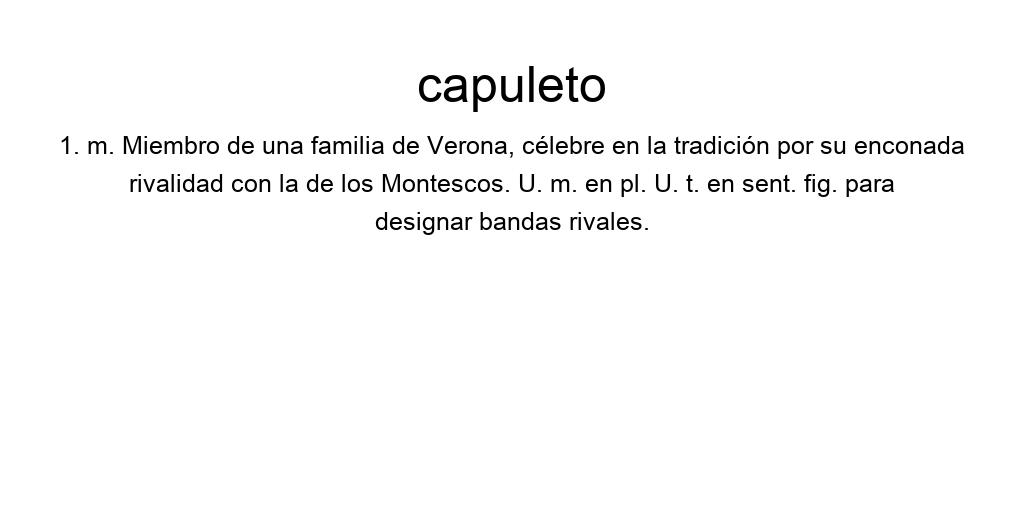 capuleto
1. m. Miembro de una familia de Verona, célebre en la tradición por su enconada
rivalidad con la de los Montescos. U. m. en pl. U. t. en sent. fig. para
designar bandas rivales.